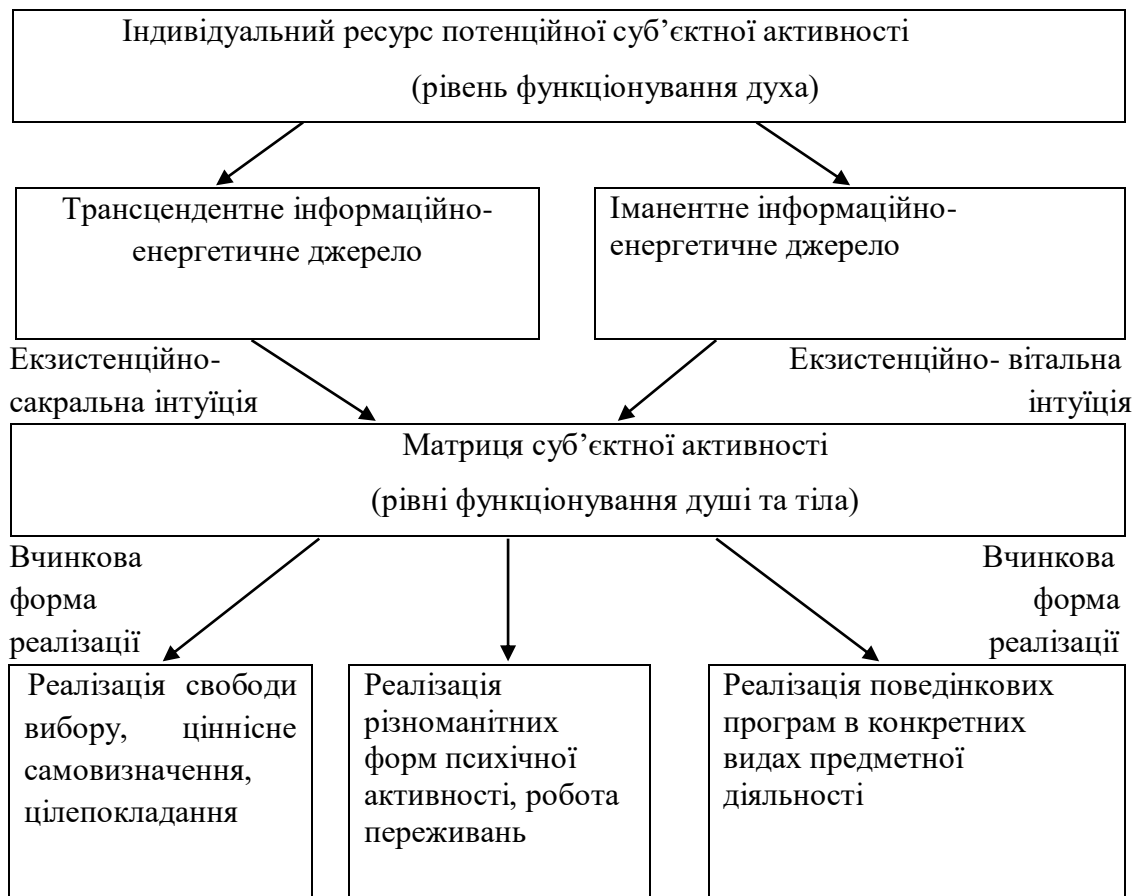 Індивідуальний ресурс потенційної суб’єктної активності
(рівень функціонування духа)
Трансцендентне інформаційно-
енергетичне джерело
Іманентне інформаційно-
енергетичне джерело
Екзистенційно-
сакральна інтуїція
Екзистенційно- вітальна
інтуїція
Матриця суб’єктної активності
(рівні функціонування душі та тіла)
Вчинкова
форма
реалізації
Вчинкова
форма
реалізації
Реалізація свободи
вибору, ціннісне
самовизначення,
цілепокладання
Реалізація
різноманітних
форм психічної
активності, робота
переживань
Реалізація поведінкових
програм в конкретних
видах предметної
діяльності